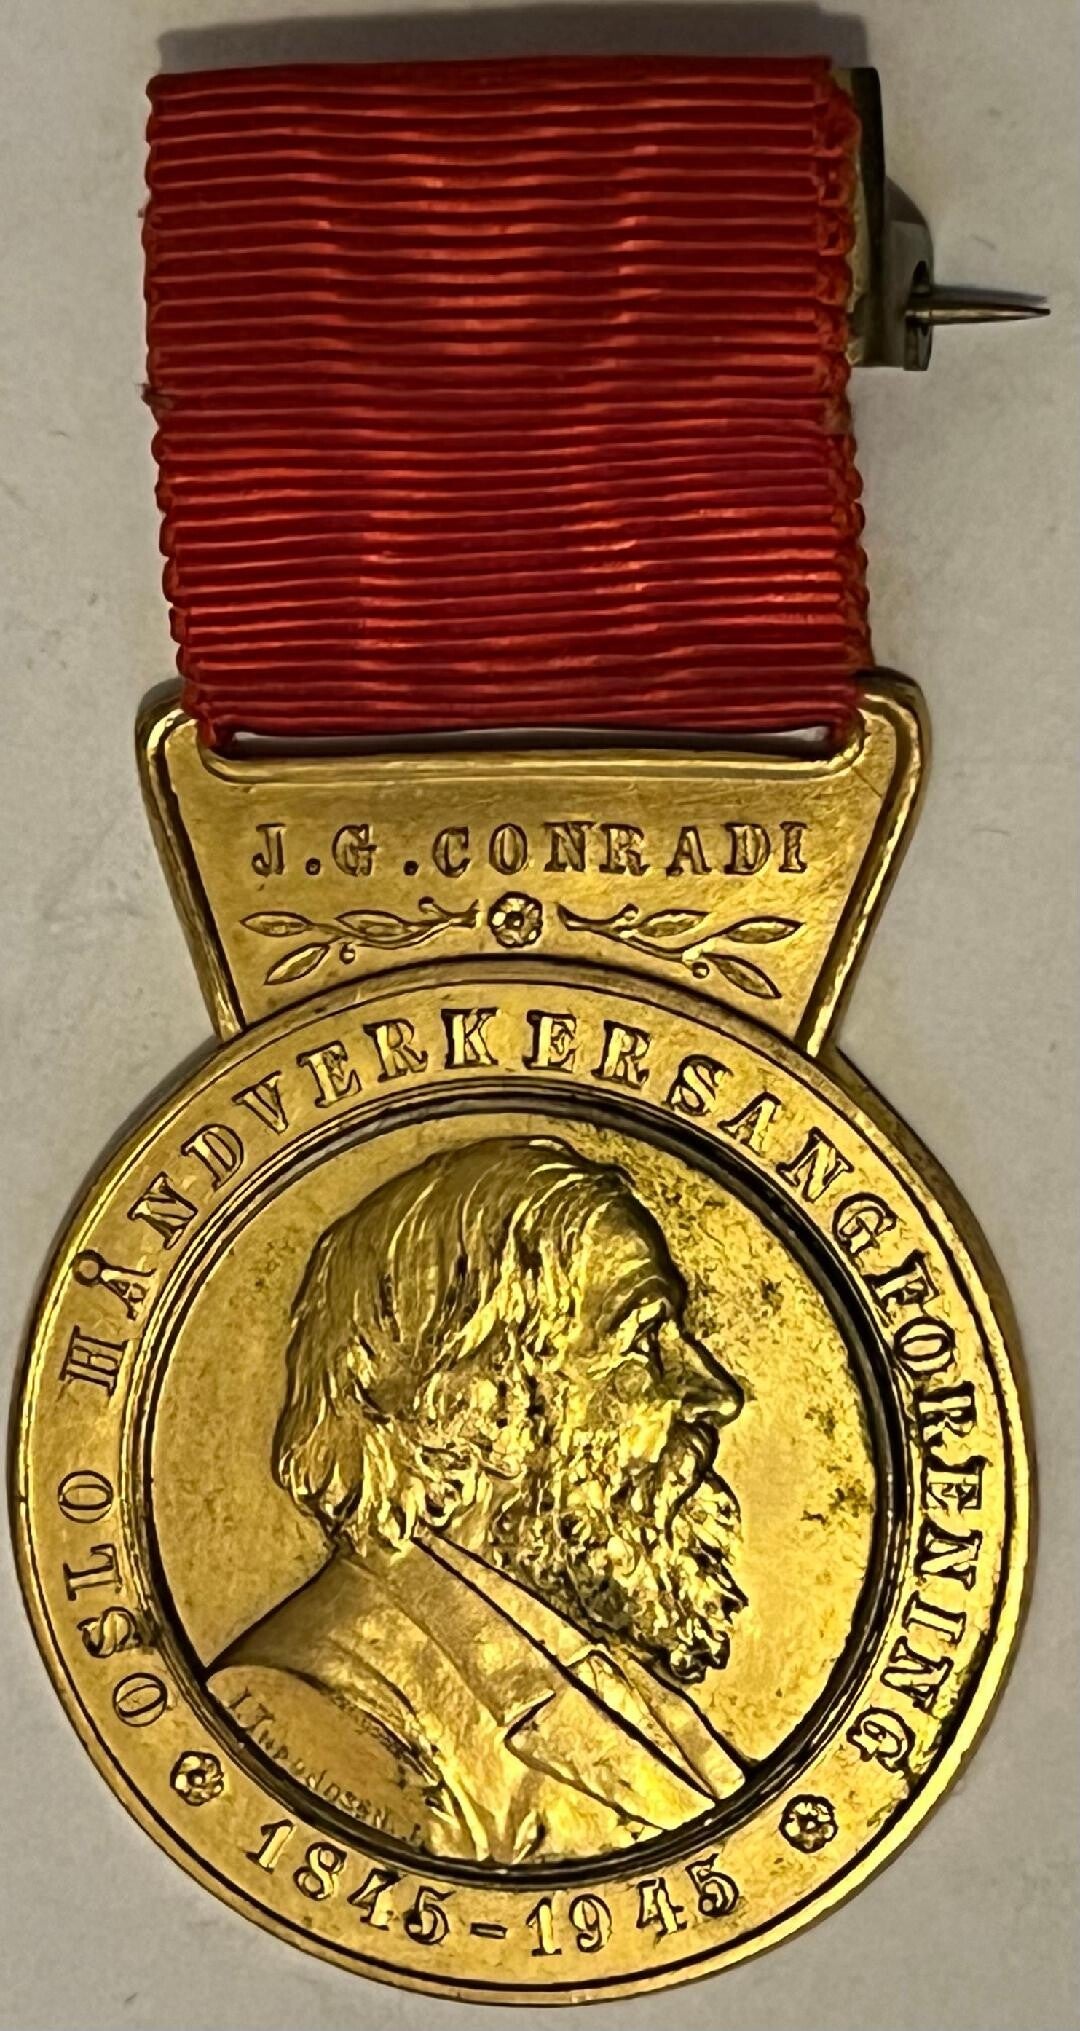 J.G.CONRADI
OSLO HÅNDVERKERSANGFORENING
1845-1945